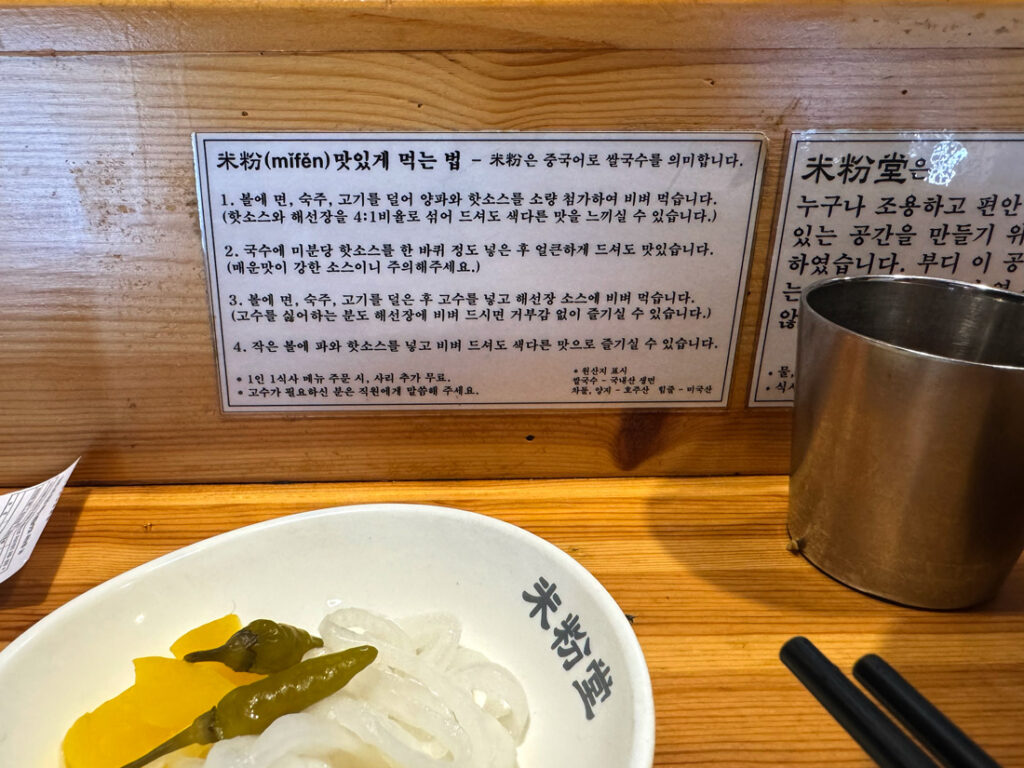 米粉(mǐfěn)맛있게 먹는 법 - 米粉은 중국어로 쌀국수를 의미합니다.
1. 볼에 면, 숙주, 고기를 덜어 양파와 핫소스를 소량 첨가하여 비벼 먹습니다.
(핫소스와 해선장을 4:1비율로 섞어 드셔도 색다른 맛을 느끼실 수 있습니다.)
2. 국수에 미분당 핫소스를 한 바퀴 정도 넣은 후 얼큰하게 드셔도 맛있습니다.
(매운맛이 강한 소스이니 주의해주세요.)
3. 볼에 면, 숙주, 고기를 덜은 후 고수를 넣고 해선장 소스에 비벼 먹습니다.
(고수를 싫어하는 분도 해선장에 비벼 드시면 거부감 없이 즐기실 수 있습니다.)
4. 작은 볼에 파와 핫소스를 넣고 비벼 드셔도 색다른 맛으로 즐기실 수 있습니다.
* 1인 1식사 메뉴 주문 시, 사리 추가 무료.
* 고수가 필요하신 분은 직원에게 말씀해 주세요.
* 원산지 표시
쌀국수 - 국내산 생면
차돌, 양지 - 호주산 힘줄 - 미국산
米粉堂은
누구나 조용하고 편안
있는 공간을 만들기 위
하였습니다. 부디 이 공
는
않
* 물,
* 식사
米粉堂